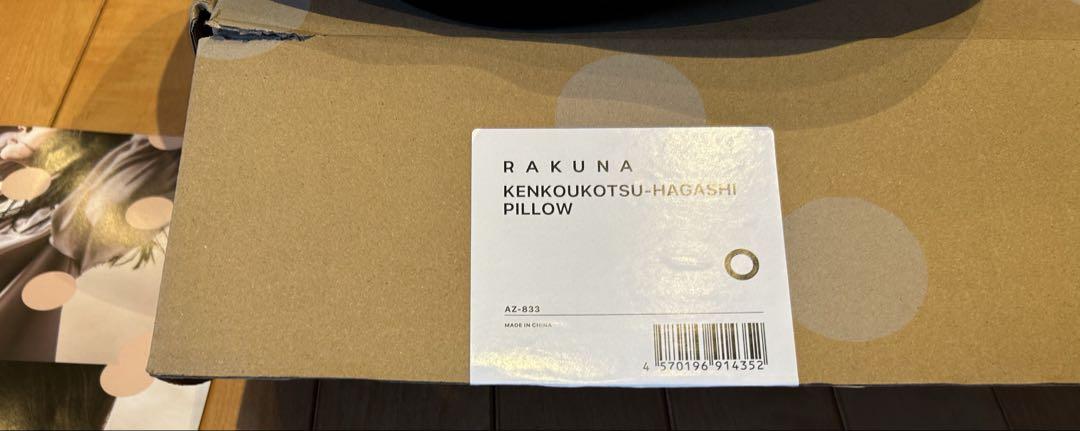 RAKUNA
KENKOUKOTSU-HAGASHI
PILLOW
AZ-833
MADE IN CHINA
4 570196 914352